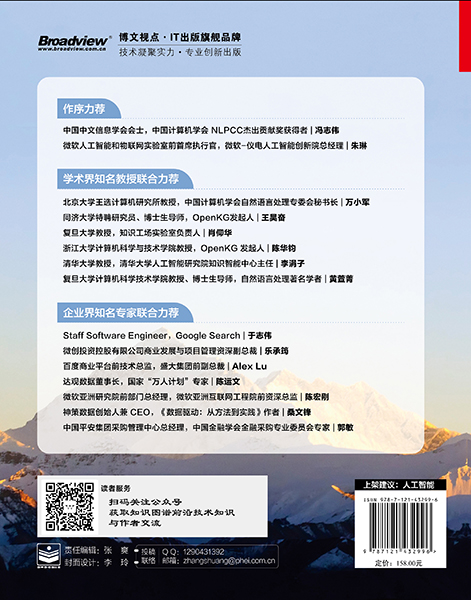 Broadview®
www.broadview.com.cn
博文视点·IT出版旗舰品牌
技术凝聚实力·专业创新出版
作序力荐
中国中文信息学会会士，中国计算机学会 NLPCC杰出贡献奖获得者 | 冯志伟
微软人工智能和物联网实验室前首席执行官，微软-仪电人工智能创新院总经理 | 朱琳
学术界知名教授联合力荐
北京大学王选计算机研究所教授，中国计算机学会自然语言处理专委会秘书长 | 万小军
同济大学特聘研究员、博士生导师，OpenKG发起人 | 王昊奋
复旦大学教授，知识工场实验室负责人 | 肖仰华
浙江大学计算机科学与技术学院教授，OpenKG 发起人 | 陈华钧
清华大学教授，清华大学人工智能研究院知识智能中心主任 | 李涓子
复旦大学计算机科学技术学院教授、博士生导师，自然语言处理著名学者 | 黄萱菁
企业界知名专家联合力荐
Staff Software Engineer，Google Search | 于志伟
微创投资控股有限公司商业发展与项目管理资深副总裁 | 乐承筠
百度商业平台前技术总监，盛大集团前副总裁 | Alex Lu
达观数据董事长，国家“万人计划”专家 | 陈运文
微软亚洲研究院前部门总经理，微软亚洲互联网工程院前资深总监 | 陈宏刚
神策数据创始人兼 CEO，《数据驱动：从方法到实践》作者 | 桑文锋
中国平安集团采购管理中心总经理，中国金融学会金融采购专业委员会专家 | 郭敏
读者服务
扫码关注公众号
获取知识图谱前沿技术知识
与作者交流
上架建议：人工智能
ISBN 978-7-121-43299-6
9 787121 432996 >
定价：158.00元
责任编辑：张 爽
封面设计：李 玲
投稿 QQ：1290431392
联络 邮箱：zhangshuang@phei.com.cn